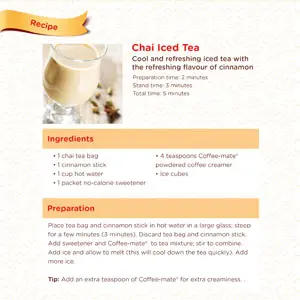 Recipe
Chai Iced Tea
Cool and refreshing iced tea with
the refreshing flavour of cinnamon
Preparation time: 2 minutes
Stand time: 3 minutes
Total time: 5 minutes
Ingredients
• 1 chai tea bag
• 1 cinnamon stick
• 1 cup hot water
• 1 packet no-calorie sweetener
• 4 teaspoons Coffee-mate®
powdered coffee creamer
• Ice cubes
Preparation
Place tea bag and cinnamon stick in hot water in a large glass; steep
for a few minutes (3 minutes). Discard tea bag and cinnamon stick.
Add sweetener and Coffee-mate® to tea mixture; stir to combine.
Add ice and allow to melt (this will cool down the tea quickly). Add
more ice.
Tip: Add an extra teaspoon of Coffee-mate® for extra creaminess. .